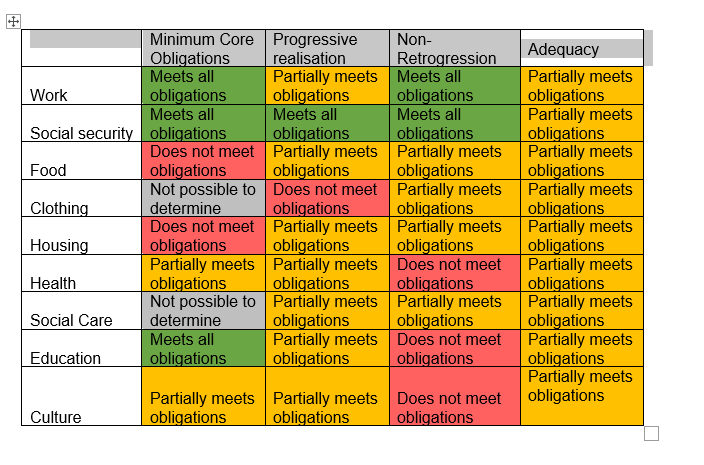 Minimum Core
Obligations
Progressive
realisation
Non-
Retrogression
Adequacy
Work
Meets all
obligations
Partially meets
obligations
Meets all
obligations
Partially meets
obligations
Social security
Meets all
obligations
Meets all
obligations
Meets all
obligations
Partially meets
obligations
Food
Does not meet
obligations
Partially meets
obligations
Partially meets
obligations
Partially meets
obligations
Clothing
Not possible to
determine
Does not meet
obligations
Partially meets
obligations
Partially meets
obligations
Housing
Does not meet
obligations
Partially meets
obligations
Partially meets
obligations
Partially meets
obligations
Health
Partially meets
obligations
Partially meets
obligations
Does not meet
obligations
Partially meets
obligations
Social Care
Not possible to
determine
Partially meets
obligations
Partially meets
obligations
Partially meets
obligations
Education
Meets all
obligations
Partially meets
obligations
Does not meet
obligations
Partially meets
obligations
Culture
Partially meets
obligations
Partially meets
obligations
Does not meet
obligations
Partially meets
obligations